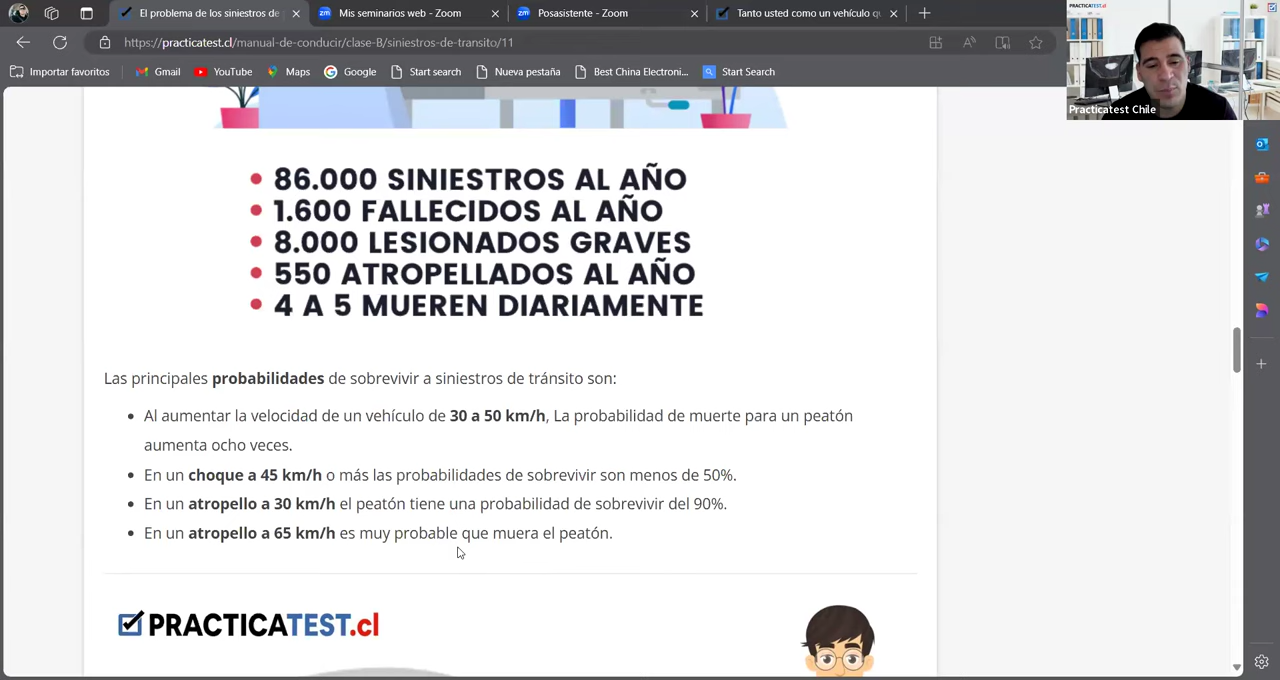 El problema de los siniestros de
Mis seminarios web - Zoom
Posasistente - Zoom
Tanto usted como un vehículo qu
https://practicatest.cl/manual-de-conducir/clase-B/siniestros-de-transito/11
Importar favoritos
Gmail
YouTube
Maps
Google
Start search
Nueva pestaña
Best China Electroni...
Start Search
PRACTICATEST.cl
Practicatest Chile
86.000 SINIESTROS AL AÑO
1.600 FALLECIDOS AL AÑO
8.000 LESIONADOS GRAVES
550 ATROPELLADOS AL AÑO
4 A 5 MUEREN DIARIAMENTE
Las principales probabilidades de sobrevivir a siniestros de tránsito son:
Al aumentar la velocidad de un vehículo de 30 a 50 km/h, La probabilidad de muerte para un peatón
aumenta ocho veces.
En un choque a 45 km/h o más las probabilidades de sobrevivir son menos de 50%.
En un atropello a 30 km/h el peatón tiene una probabilidad de sobrevivir del 90%.
En un atropello a 65 km/h es muy probable que muera el peatón.
PRACTICATEST.cl